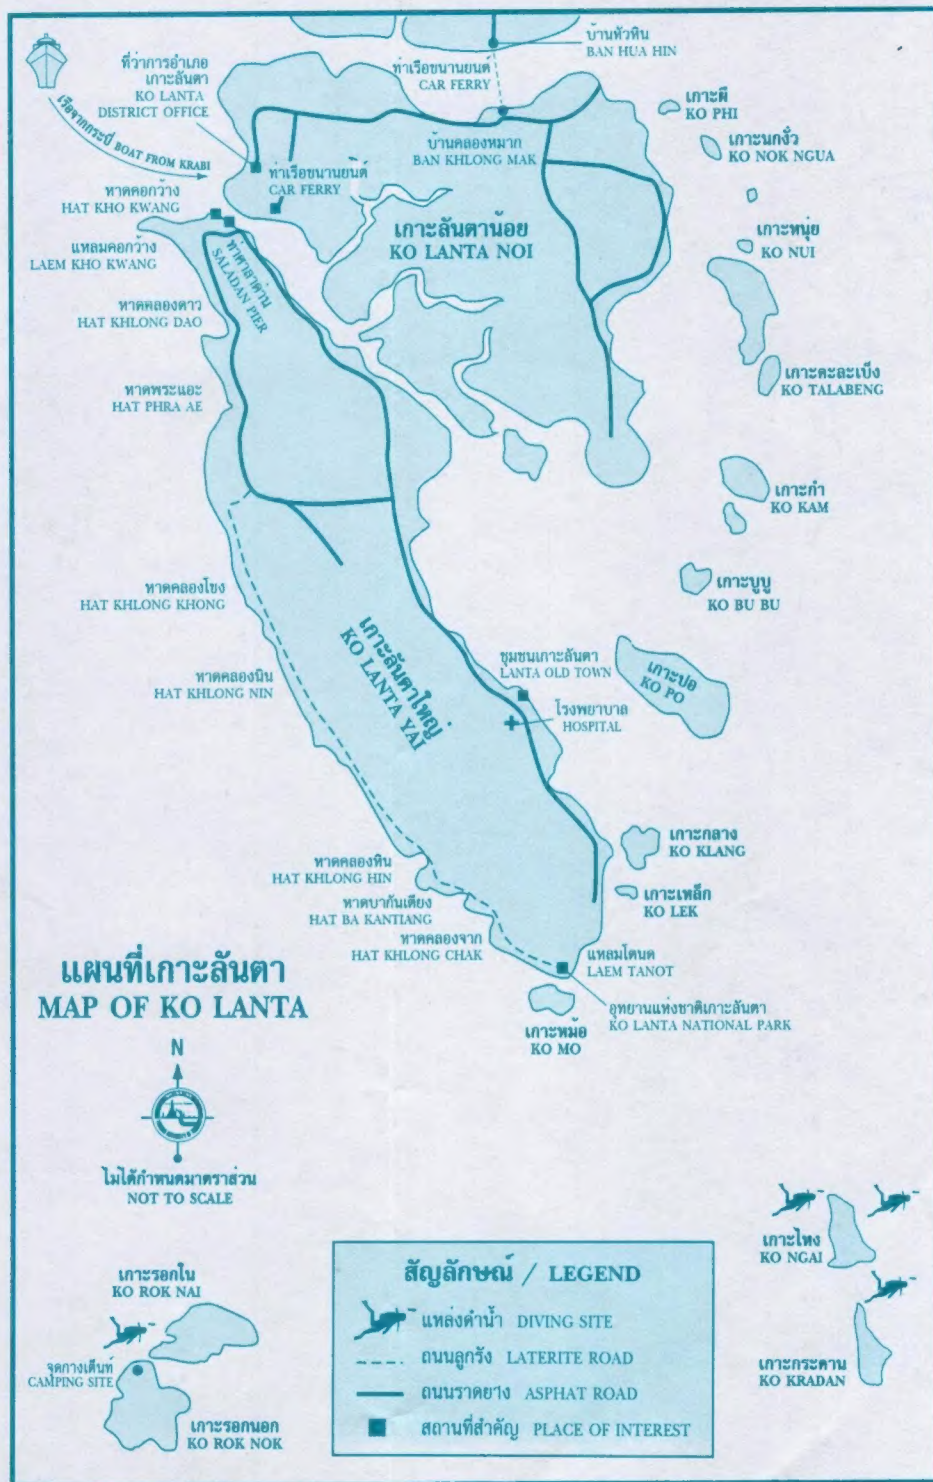 บ้านหัวหิน
BAN HUA HIN
ที่ว่าการอำเภอ
เกาะลันตา
KO LANTA
DISTRICT OFFICE
ท่าเรือขนานยนต์
CAR FERRY
เรือจากกระบี่ BOAT FROM KRABI
เกาะผี
KO PHI
เกาะนกงั่ว
KO NOK NGUA
บ้านคลองหมาก
BAN KHLONG MAK
ท่าเรือขนานยนต์
CAR FERRY
หาดคอกว้าง
HAT KHO KWANG
เกาะลันตาน้อย
KO LANTA NOI
เกาะหนุ่ย
KO NUI
แหลมคอกว้าง
LAEM KHO KWANG
ท่าศาลาด่าน
SALADAN PIER
หาดคลองดาว
HAT KHLONG DAO
เกาะตะละเบ็ง
KO TALABENG
หาดพระแอะ
HAT PHRA AE
เกาะกำ
KO KAM
หาดคลองโขง
HAT KHLONG KHONG
เกาะบูบู
KO BU BU
เกาะลันตาใหญ่
KO LANTA YAI
ชุมชนเกาะลันตา
LANTA OLD TOWN
เกาะปอ
KO PO
หาดคลองนิน
HAT KHLONG NIN
โรงพยาบาล
HOSPITAL
เกาะกลาง
KO KLANG
หาดคลองหิน
HAT KHLONG HIN
เกาะเหล็ก
KO LEK
หาดบากันเตียง
HAT BA KANTIANG
หาดคลองจาก
HAT KHLONG CHAK
แหลมโตนด
LAEM TANOT
อุทยานแห่งชาติเกาะลันตา
KO LANTA NATIONAL PARK
เกาะหม้อ
KO MO
แผนที่เกาะลันตา
MAP OF KO LANTA
N
ไม่ได้กำหนดมาตราส่วน
NOT TO SCALE
เกาะไหง
KO NGAI
เกาะกระดาน
KO KRADAN
เกาะรอกใน
KO ROK NAI
จุดกางเต็นท์
CAMPING SITE
เกาะรอกนอก
KO ROK NOK
สัญลักษณ์ / LEGEND
แหล่งดำน้ำ DIVING SITE
ถนนลูกรัง LATERITE ROAD
ถนนราดยาง ASPHAT ROAD
สถานที่สำคัญ PLACE OF INTEREST